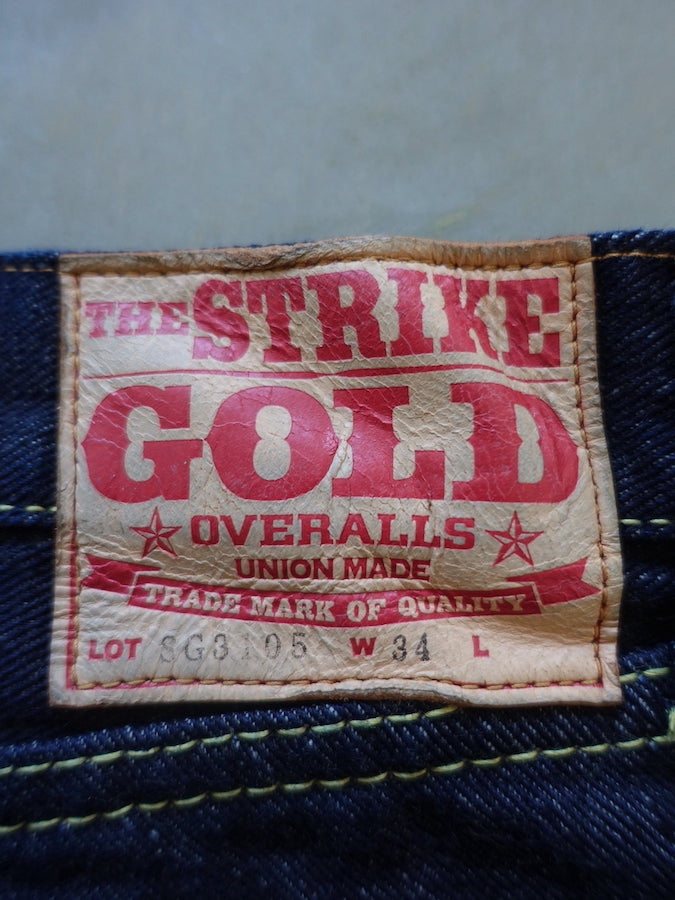 THE STRIKE
GOLD
OVERALLS
UNION MADE
TRADE MARK OF QUALITY
LOT SG3105 W 34 L